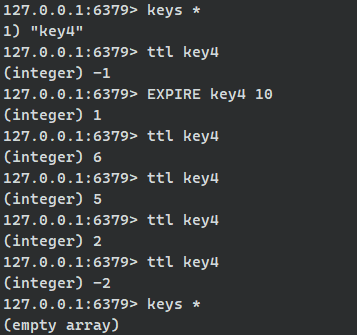 127.0.0.1:6379> keys *
1) "key4"
127.0.0.1:6379> ttl key4
(integer) -1
127.0.0.1:6379> EXPIRE key4 10
(integer) 1
127.0.0.1:6379> ttl key4
(integer) 6
127.0.0.1:6379> ttl key4
(integer) 5
127.0.0.1:6379> ttl key4
(integer) 2
127.0.0.1:6379> ttl key4
(integer) -2
127.0.0.1:6379> keys *
(empty array)